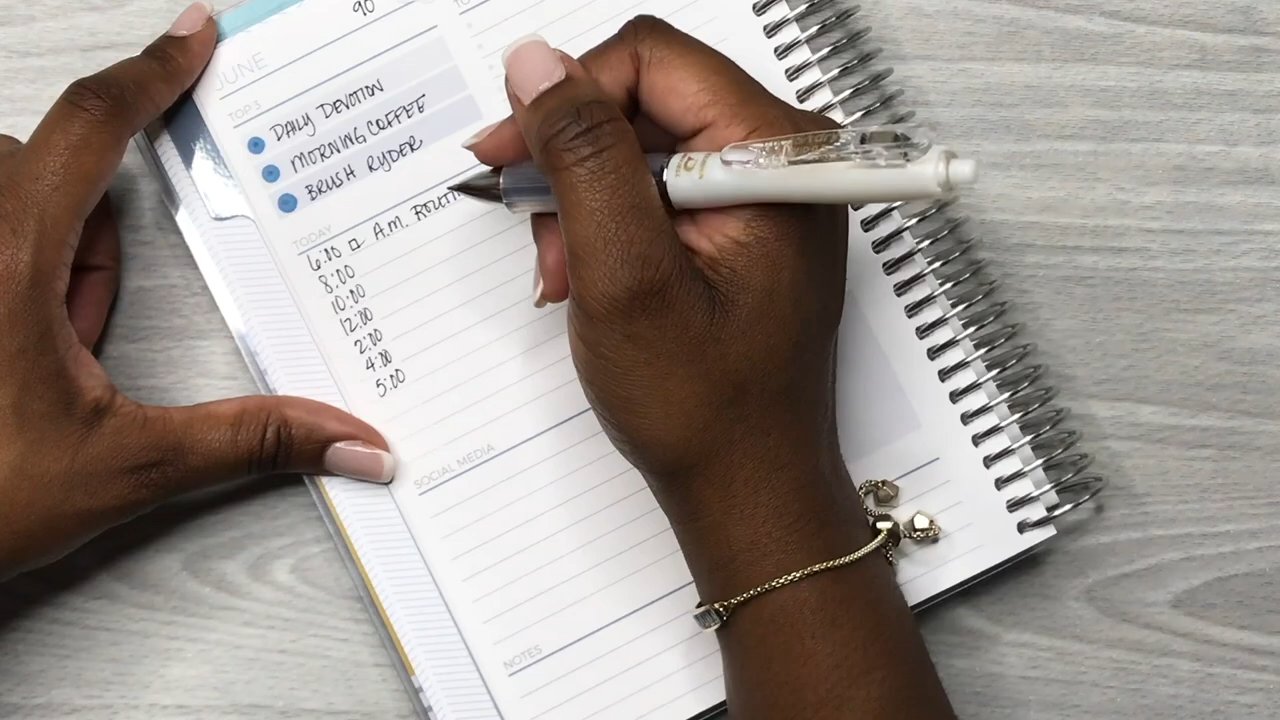 90
JUNE
TOP 3
DAILY DEVOTION
MORNING COFFEE
BRUSH RYDER
TODAY
6:00 A.M. ROUTIN
8:00
10:00
12:00
2:00
4:00
5:00
SOCIAL MEDIA
NOTES